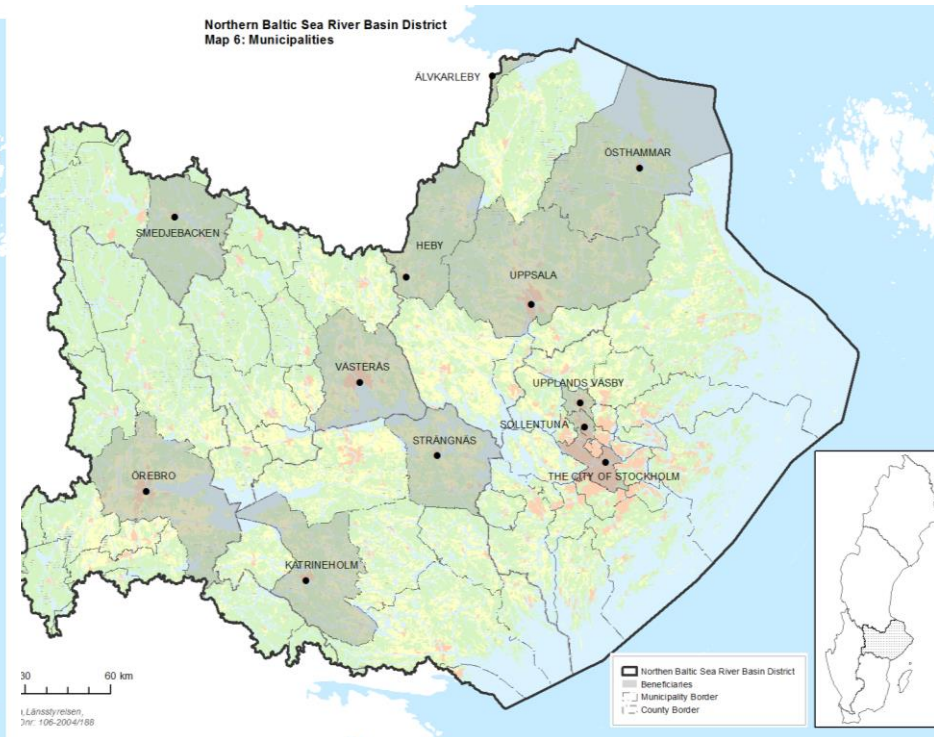 Northern Baltic Sea River Basin District
Map 6: Municipalities
ÄLVKARLEBY
ÖSTHAMMAR
SMEDJEBACKEN
HEBY
UPPSALA
VÄSTERÅS
UPPLANDS VÄSBY
SOLLENTUNA
STRÄNGNÄS
THE CITY OF STOCKHOLM
ÖREBRO
KATRINEHOLM
30 60 km
Länsstyrelsen,
Dnr: 106-2004/188
Northen Baltic Sea River Basin District
Beneficiaries
Municipality Border
County Border